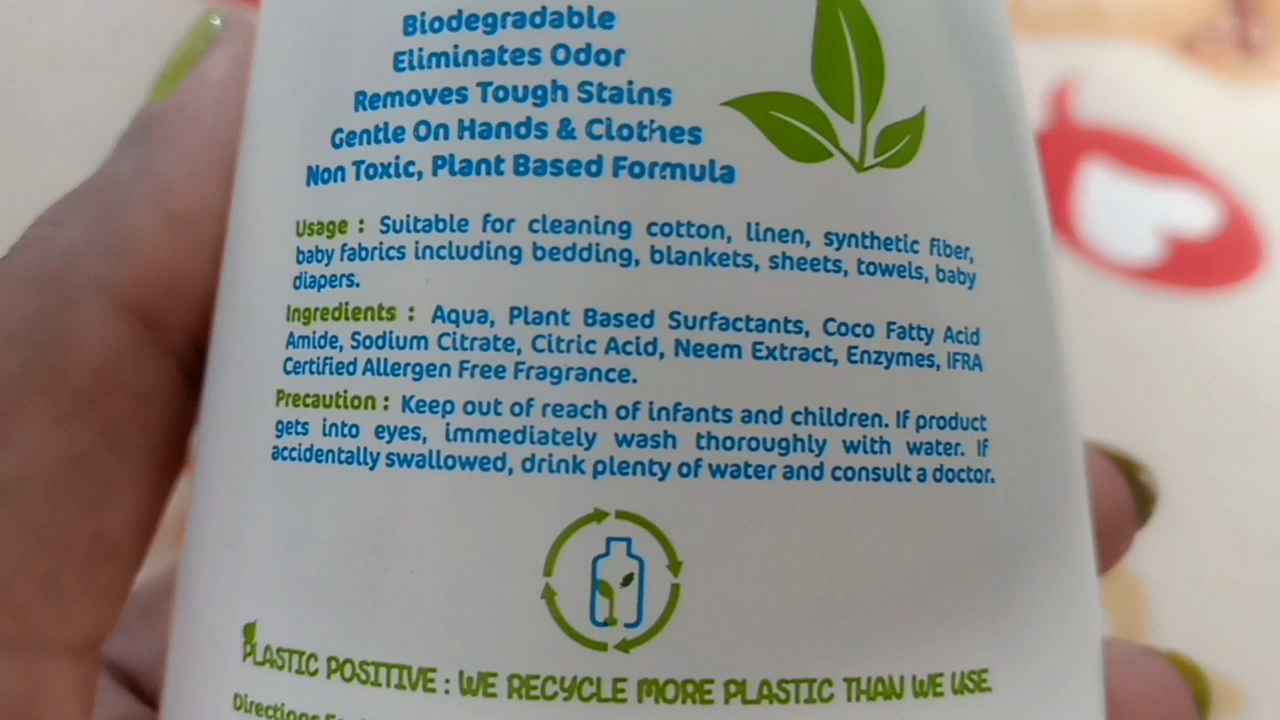 Biodegradable
Eliminates Odor
Removes Tough Stains
Gentle On Hands & Clothes
Non Toxic, Plant Based Formula
Usage : Suitable for cleaning cotton, linen, synthetic fiber,
baby fabrics including bedding, blankets, sheets, towels, baby
diapers.
Ingredients : Aqua, Plant Based Surfactants, Coco Fatty Acid
Amide, Sodium Citrate, Citric Acid, Neem Extract, Enzymes, IFRA
Certified Allergen Free Fragrance.
Precaution : Keep out of reach of infants and children. If product
gets into eyes, immediately wash thoroughly with water. If
accidentally swallowed, drink plenty of water and consult a doctor.
PLASTIC POSITIVE : WE RECYCLE MORE PLASTIC THAN WE USE.
Directions